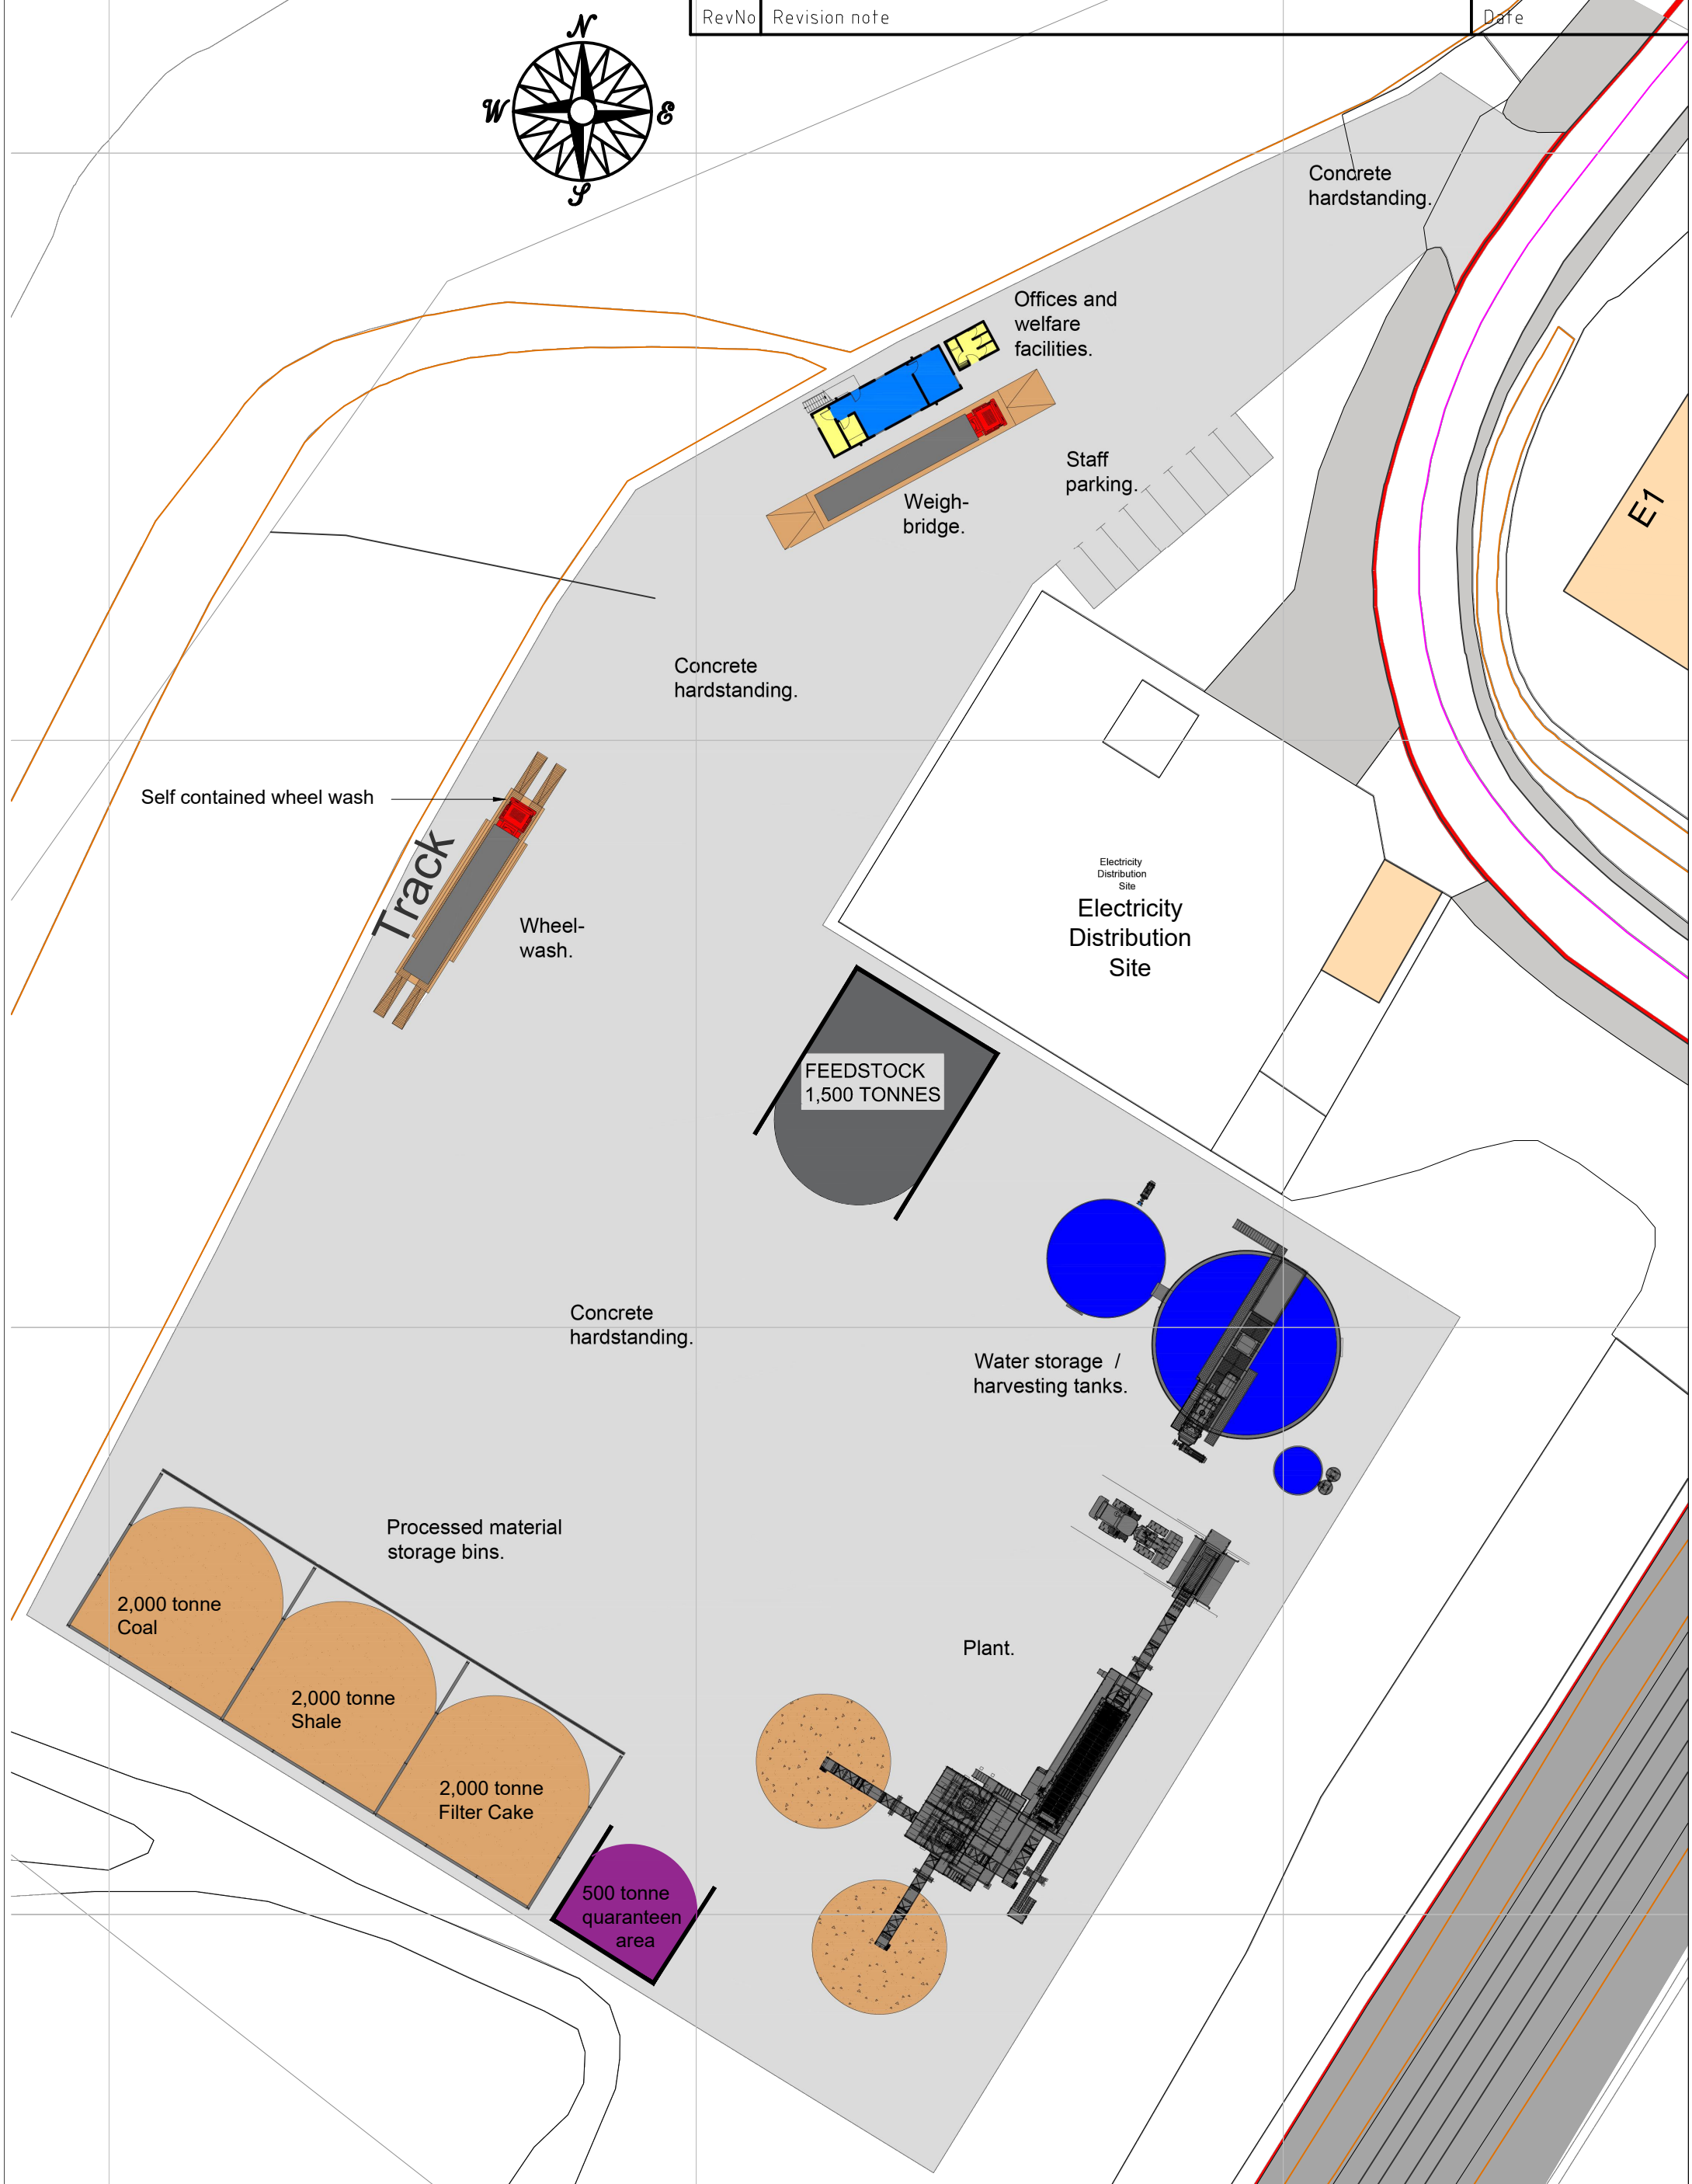 RevNo Revision note Date
N
W E
S
Concrete
hardstanding.
Offices and
welfare
facilities.
Staff
parking.
Weigh-
bridge.
E1
Concrete
hardstanding.
Self contained wheel wash
Track
Wheel-
wash.
Electricity
Distribution
Site
Electricity
Distribution
Site
FEEDSTOCK
1,500 TONNES
Concrete
hardstanding.
Water storage /
harvesting tanks.
Processed material
storage bins.
2,000 tonne
Coal
Plant.
2,000 tonne
Shale
2,000 tonne
Filter Cake
500 tonne
quaranteen
area